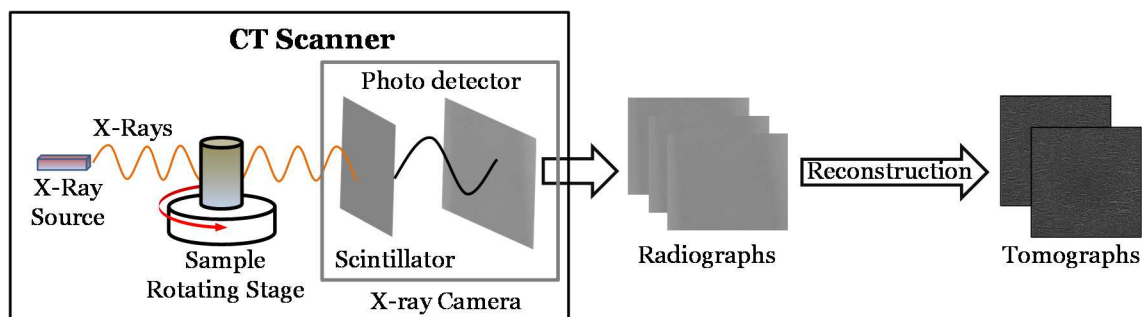 CT Scanner
Photo detector
X-Rays
X-Ray
Source
Sample
Rotating Stage
Scintillator
X-ray Camera
Radiographs
Reconstruction
Tomographs